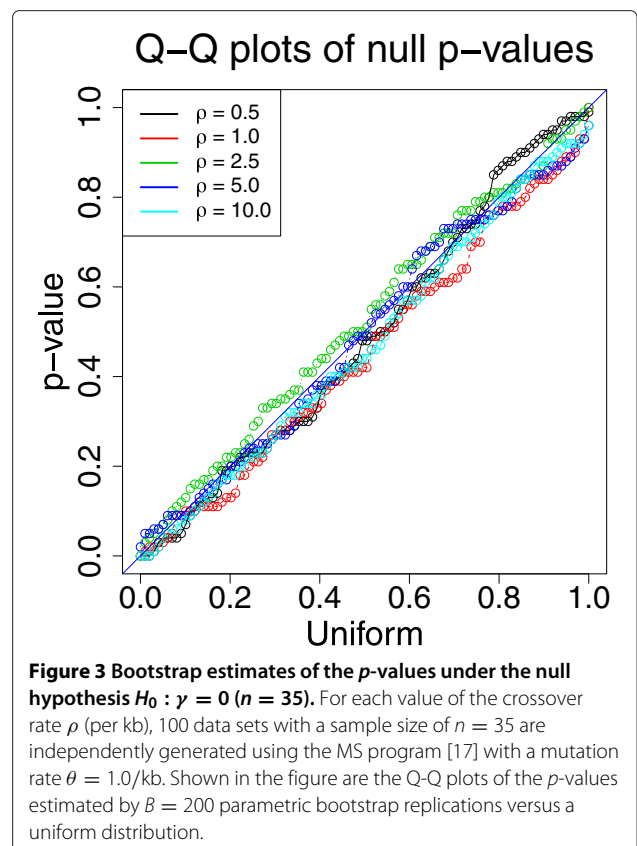 Q−Q plots of null p−values
ρ = 0.5
ρ = 1.0
ρ = 2.5
ρ = 5.0
ρ = 10.0
p−value
0.0 0.2 0.4 0.6 0.8 1.0
0.0 0.2 0.4 0.6 0.8 1.0
Uniform
Figure 3 Bootstrap estimates of the p-values under the null
hypothesis H₀ : γ = 0 (n = 35). For each value of the crossover
rate ρ (per kb), 100 data sets with a sample size of n = 35 are
independently generated using the MS program [17] with a mutation
rate θ = 1.0/kb. Shown in the figure are the Q-Q plots of the p-values
estimated by B = 200 parametric bootstrap replications versus a
uniform distribution.